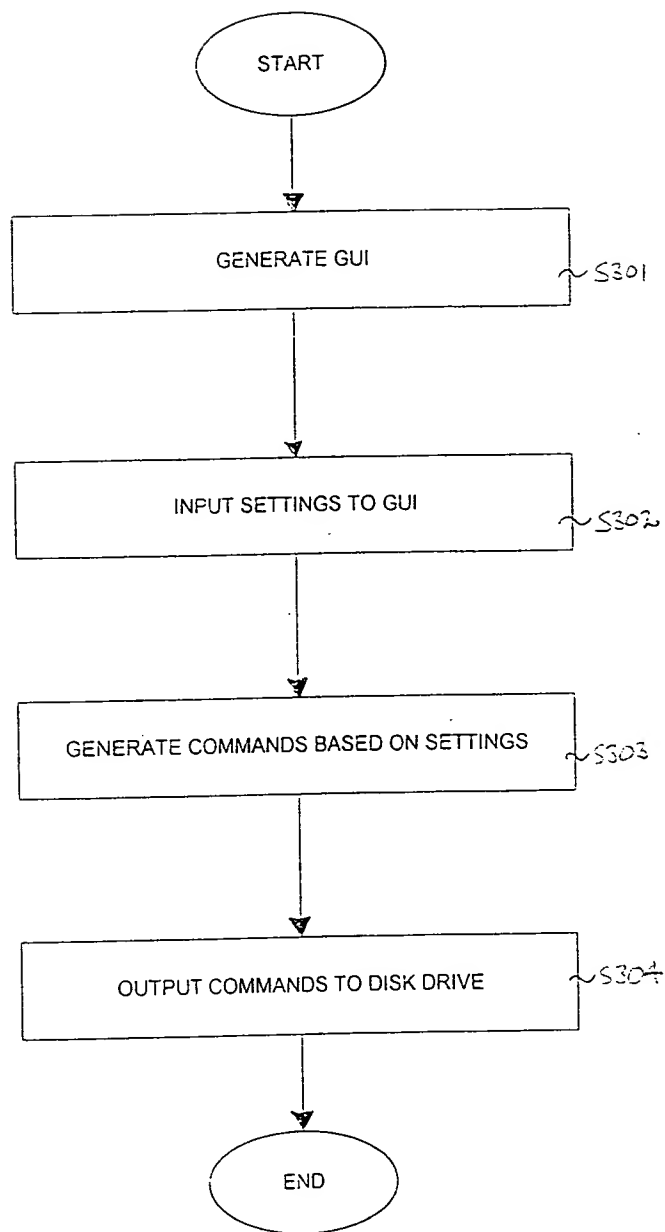 START
GENERATE GUI
S301
INPUT SETTINGS TO GUI
S302
GENERATE COMMANDS BASED ON SETTINGS
S303
OUTPUT COMMANDS TO DISK DRIVE
S304
END